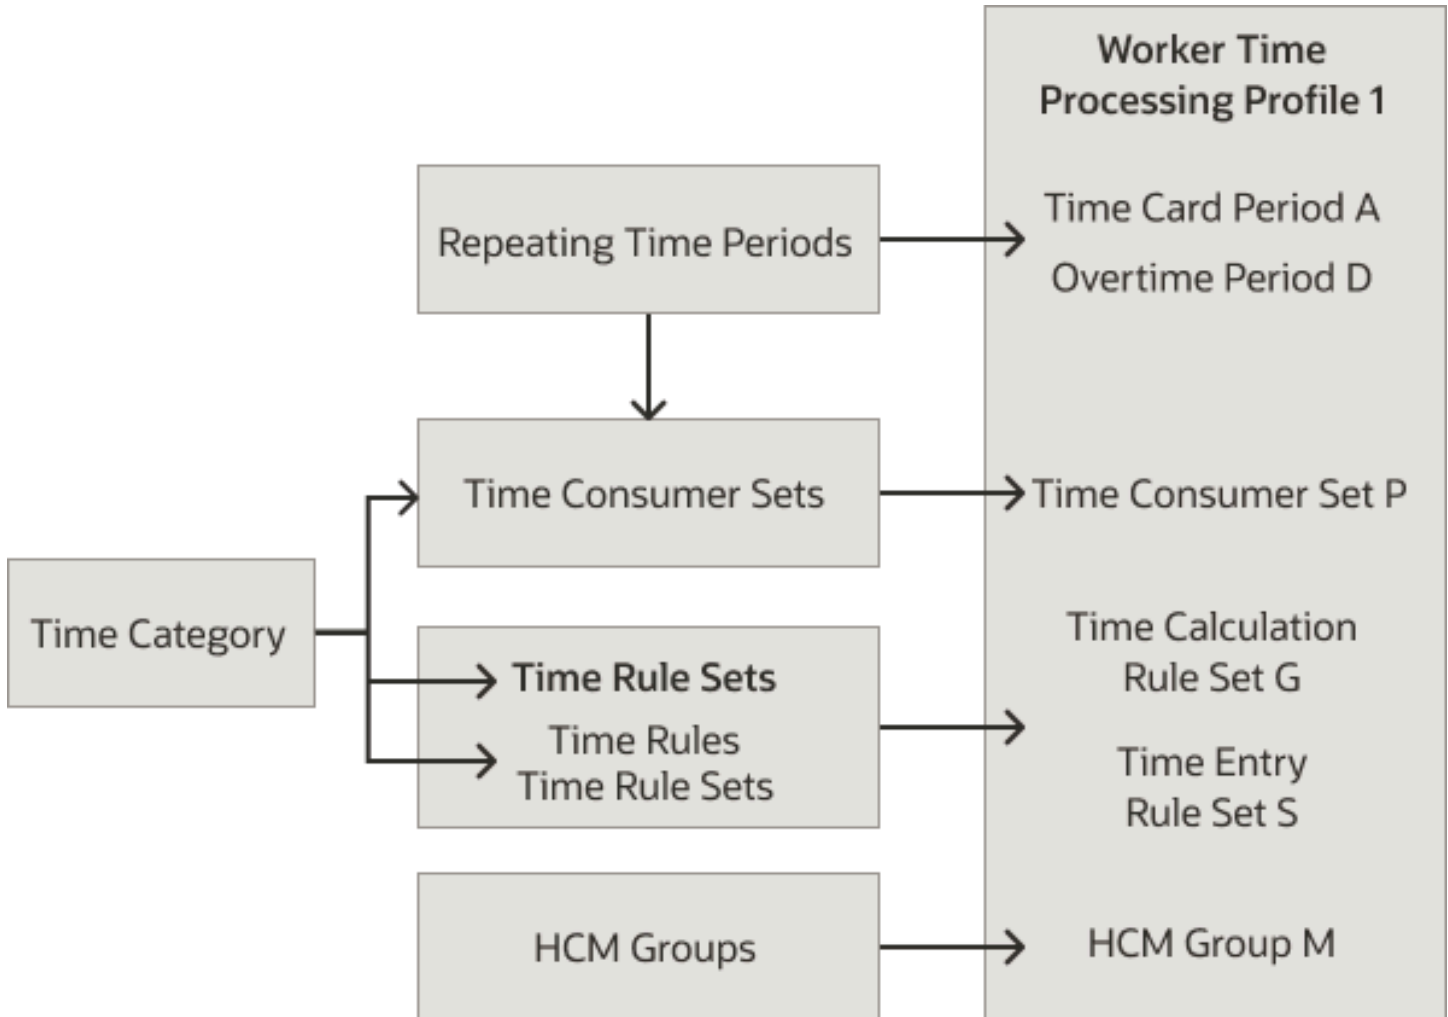 Worker Time
Processing Profile 1
Repeating Time Periods
Time Card Period A
Overtime Period D
Time Consumer Sets
Time Consumer Set P
Time Category
Time Rule Sets
Time Rules
Time Rule Sets
Time Calculation
Rule Set G
Time Entry
Rule Set S
HCM Groups
HCM Group M